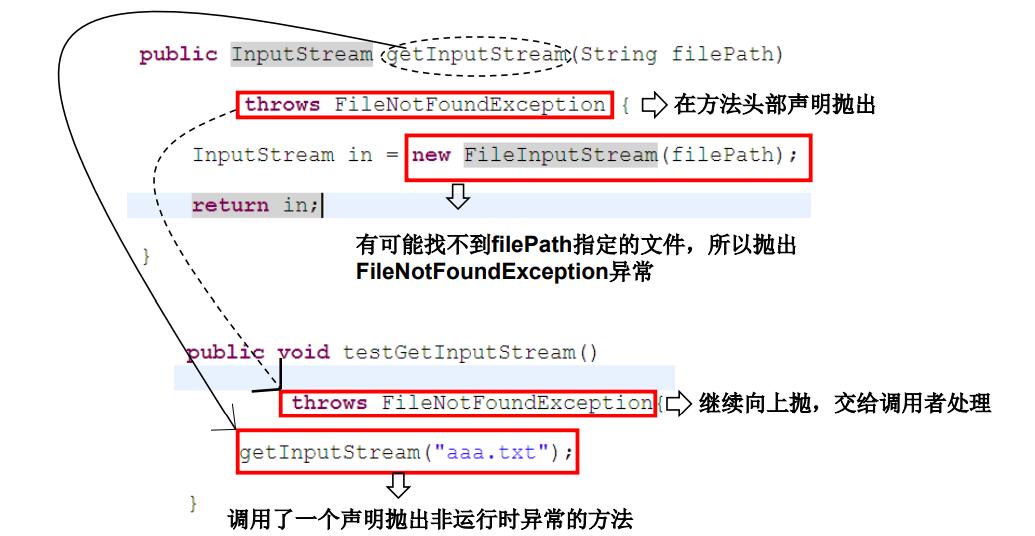 public InputStream getInputStream(String filePath)
throws FileNotFoundException { 在方法头部声明抛出
InputStream in = new FileInputStream(filePath);
return in;
有可能找不到filePath指定的文件，所以抛出
}
FileNotFoundException异常
public void testGetInputStream()
throws FileNotFoundException{ 继续向上抛，交给调用者处理
getInputStream("aaa.txt");
}
调用了一个声明抛出非运行时异常的方法